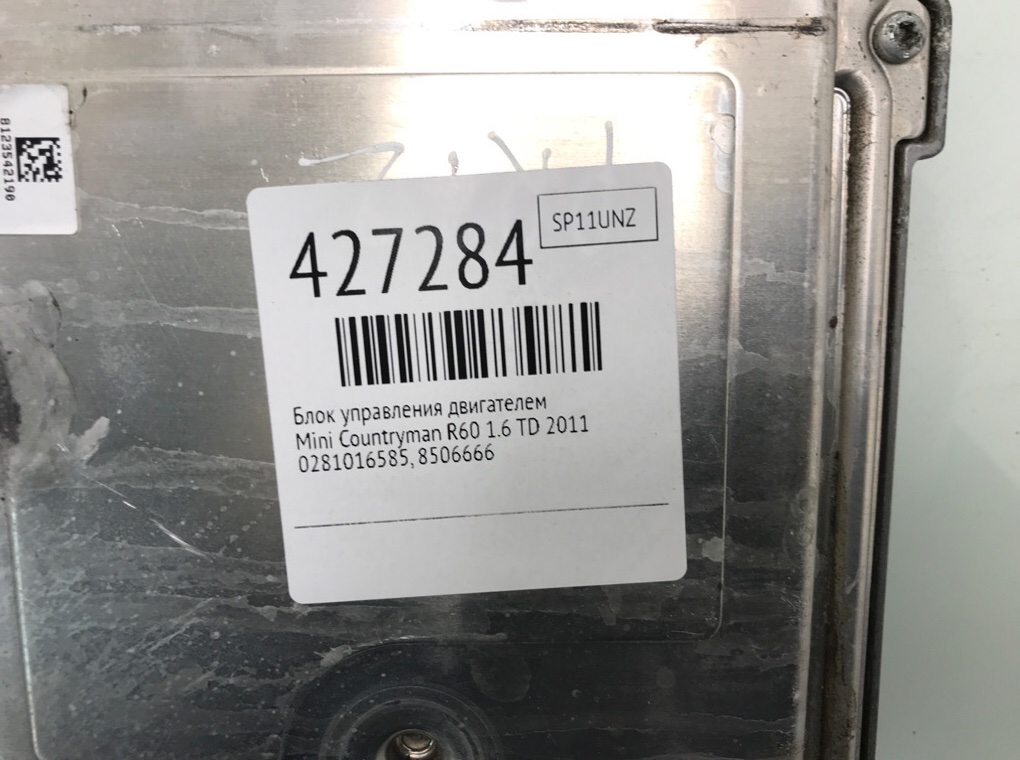 8123542190
427284
SP11UNZ
Блок управления двигателем
Mini Countryman R60 1.6 TD 2011
0281016585, 8506666